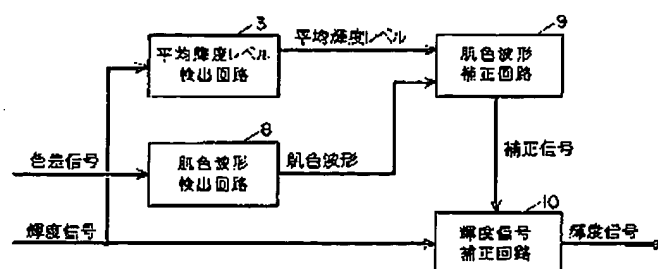 3
平均輝度レベル
検出回路
平均輝度レベル
9
肌色波形
補正回路
色差信号
8
肌色波形
検出回路
肌色波形
補正信号
輝度信号
10
輝度信号
補正回路
輝度信号